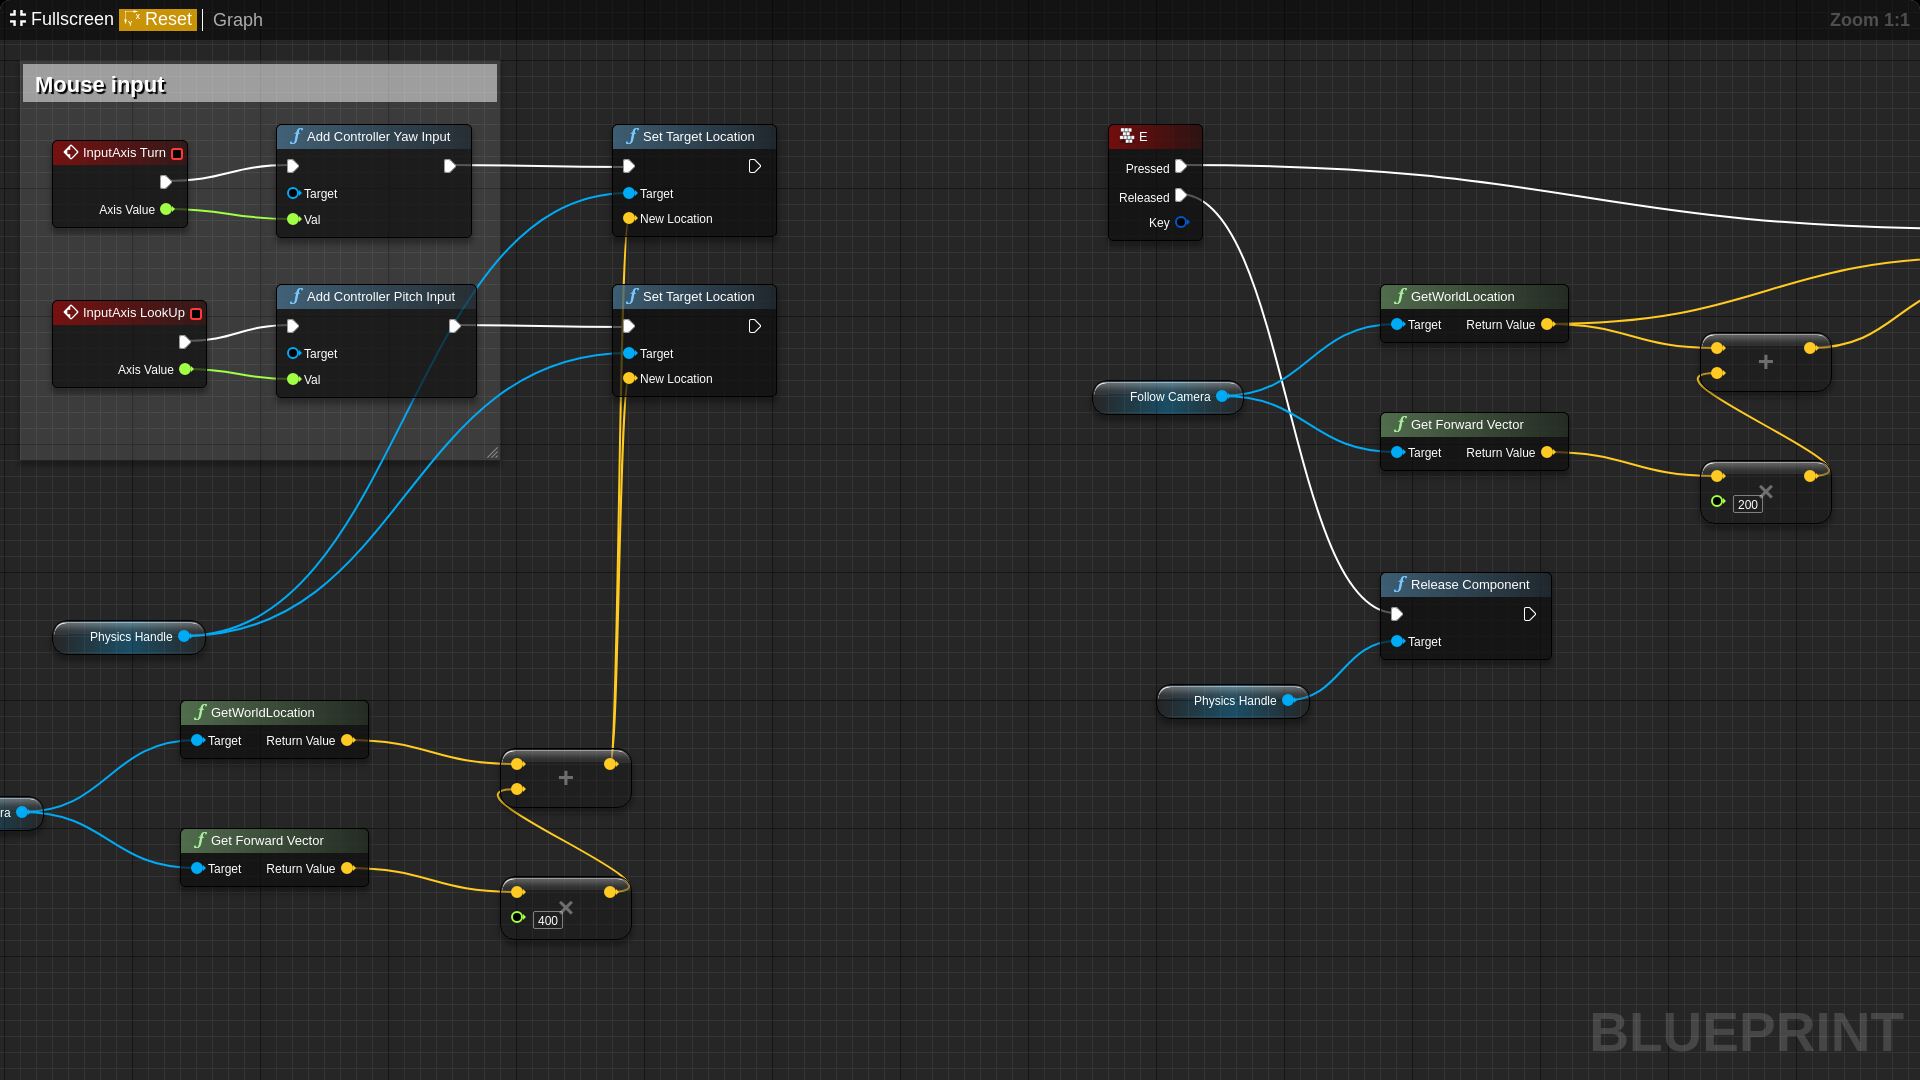 Fullscreen Reset Graph
Zoom 1:1
Mouse input
InputAxis Turn
Axis Value
Add Controller Yaw Input
Target
Val
Set Target Location
Target
New Location
InputAxis LookUp
Axis Value
Add Controller Pitch Input
Target
Val
Set Target Location
Target
New Location
Physics Handle
GetWorldLocation
Target Return Value
ra
Get Forward Vector
Target Return Value
+
×
400
E
Pressed
Released
Key
Follow Camera
GetWorldLocation
Target Return Value
Get Forward Vector
Target Return Value
+
×
200
Release Component
Target
Physics Handle
BLUEPRINT